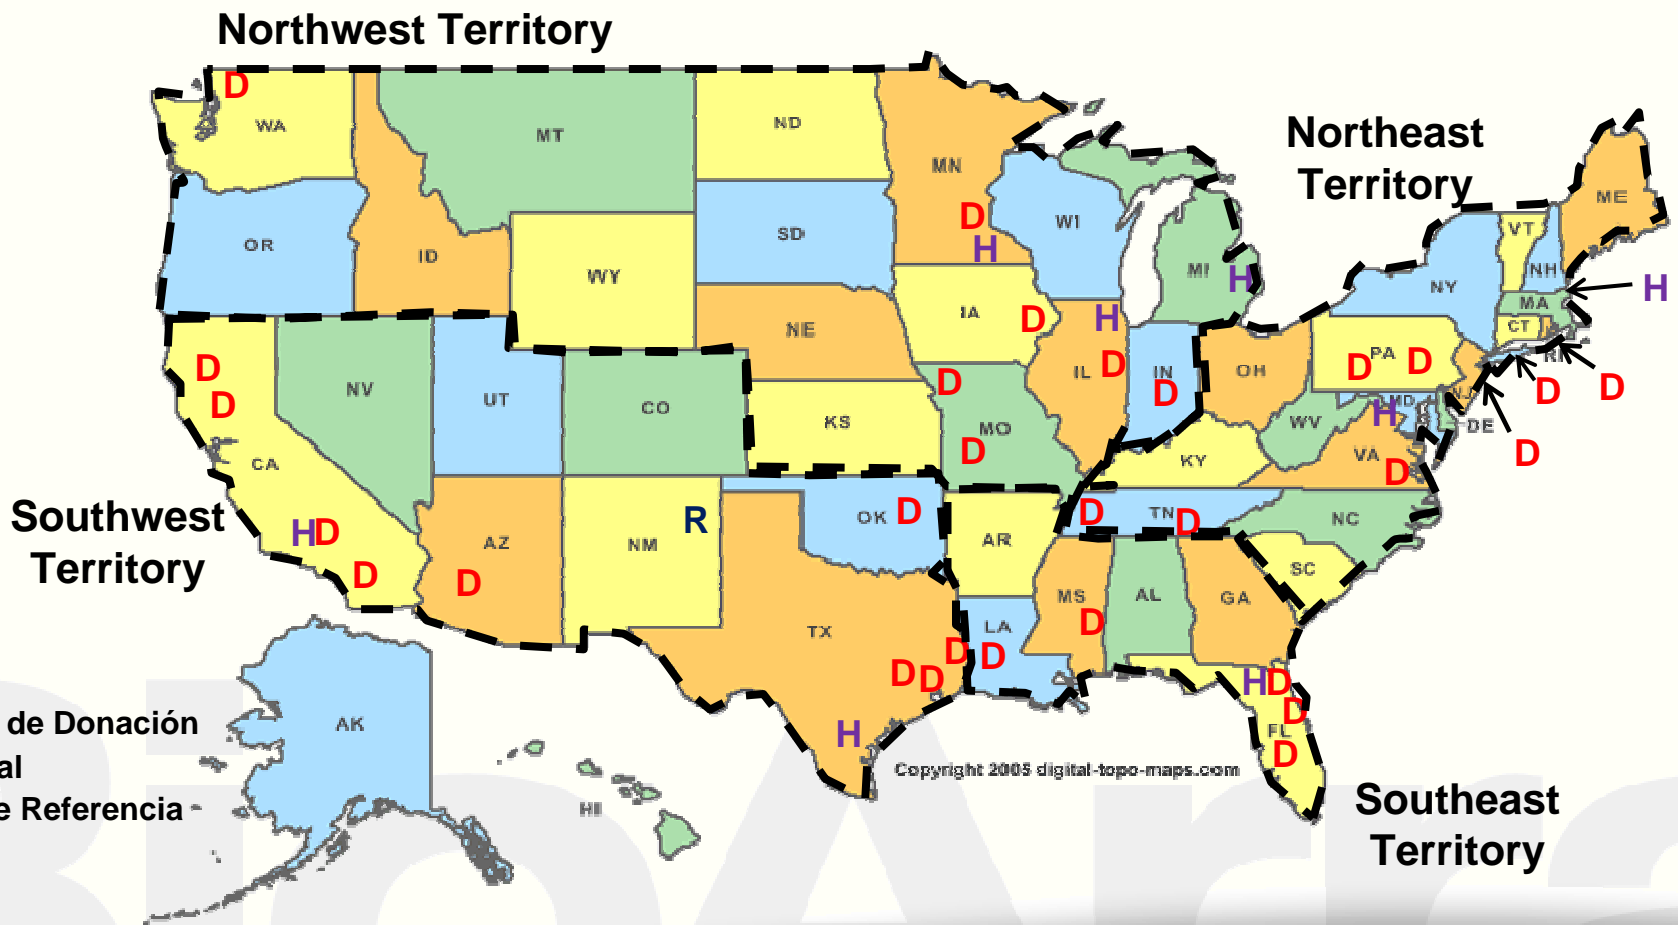 Northwest Territory
Northeast
Territory
Southwest
Territory
Southeast
Territory
D
WA
MT
ND
MN
OR
ID
WY
SD
WI
MI
D
H
H
NE
IA
D
H
IL
D
IN
D
OH
NY
VT
NH
ME
H
MA
CT
RI
PA
D
D
NJ
D
D
D
DE
MD
H
WV
VA
D
D
D
NV
UT
CO
KS
D
MO
D
KY
CA
HD
D
AZ
D
NM
R
OK
D
AR
TN
D
D
NC
SC
MS
D
AL
GA
TX
D
D
D
H
LA
D
H
D
D
FL
D
AK
HI
de Donación
al
e Referencia
Copyright 2005 digital-topo-maps.com